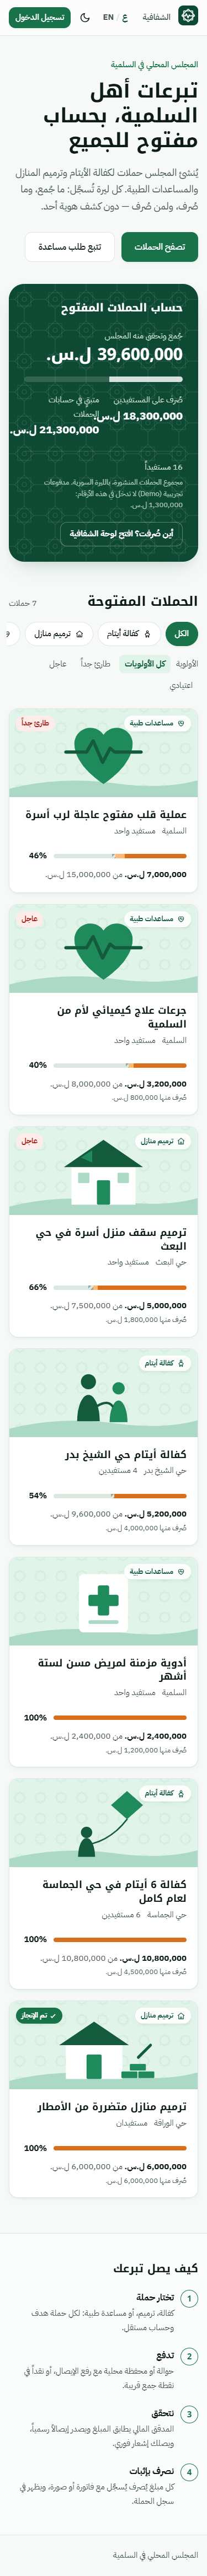 الشفافية
ع / EN
تسجيل الدخول
المجلس المحلي في السلمية
تبرعات أهل
السلمية، بحساب
مفتوح للجميع
يُنشئ المجلس حملات لكفالة الأيتام وترميم المنازل
والمساعدات الطبية. كل ليرة تُسجَّل: ما جُمع، وما
صُرف، ولمن صُرف — دون كشف هوية أحد.
تصفح الحملات
تتبع طلب مساعدة
حساب الحملات المفتوح
جُمع وتحقق منه المجلس
39,600,000 ل.س.
صُرف على المستفيدين
18,300,000 ل.س.
متبقٍ في حسابات
الحملات
21,300,000 ل.س.
16 مستفيداً
مجموع الحملات المنشورة، بالليرة السورية. مدفوعات
تجريبية (Demo) لا تدخل في هذه الأرقام:
1,300,000 ل.س.
أين صُرفت؟ افتح لوحة الشفافية
الحملات المفتوحة
7 حملات
الكل
كفالة أيتام
ترميم منازل
الأولوية
كل الأولويات
طارئ جداً
عاجل
اعتيادي
مساعدات طبية
طارئ جداً
عملية قلب مفتوح عاجلة لرب أسرة
السلمية مستفيد واحد
46%
7,000,000 ل.س. من 15,000,000 ل.س.
مساعدات طبية
عاجل
جرعات علاج كيميائي لأم من
السلمية
السلمية مستفيد واحد
40%
3,200,000 ل.س. من 8,000,000 ل.س.
صُرف منها 800,000 ل.س.
ترميم منازل
عاجل
ترميم سقف منزل أسرة في حي
البعث
حي البعث مستفيد واحد
66%
5,000,000 ل.س. من 7,500,000 ل.س.
صُرف منها 1,800,000 ل.س.
كفالة أيتام
كفالة أيتام حي الشيخ بدر
حي الشيخ بدر 4 مستفيدين
54%
5,200,000 ل.س. من 9,600,000 ل.س.
صُرف منها 4,000,000 ل.س.
مساعدات طبية
أدوية مزمنة لمريض مسن لستة
أشهر
السلمية مستفيد واحد
100%
2,400,000 ل.س. من 2,400,000 ل.س.
صُرف منها 1,200,000 ل.س.
كفالة أيتام
كفالة 6 أيتام في حي الجماسة
لعام كامل
حي الجماسة 6 مستفيدين
100%
10,800,000 ل.س. من 10,800,000 ل.س.
صُرف منها 4,500,000 ل.س.
ترميم منازل
تم الإنجاز
ترميم منازل متضررة من الأمطار
حي الوراقة مستفيدان
100%
6,000,000 ل.س. من 6,000,000 ل.س.
صُرف منها 6,000,000 ل.س.
كيف يصل تبرعك
1 تختار حملة
كفالة، ترميم، أو مساعدة طبية؛ لكل حملة هدف
وحساب مستقل.
2 تدفع
حوالة أو محفظة محلية مع رفع الإيصال، أو نقداً في
نقطة جمع قريبة.
3 نتحقق
المدقق المالي يطابق المبلغ ويصدر إيصالاً رسمياً،
ويصلك إشعار فوري.
4 نصرف بإثبات
كل مبلغ يُصرف يُسجَّل مع فاتورة أو صورة، ويظهر في
سجل الحملة.
المجلس المحلي في السلمية